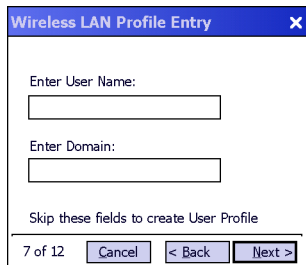 Wireless LAN Profile Entry
Enter User Name:
Enter Domain:
Skip these fields to create User Profile
7 of 12 Cancel < Back Next >